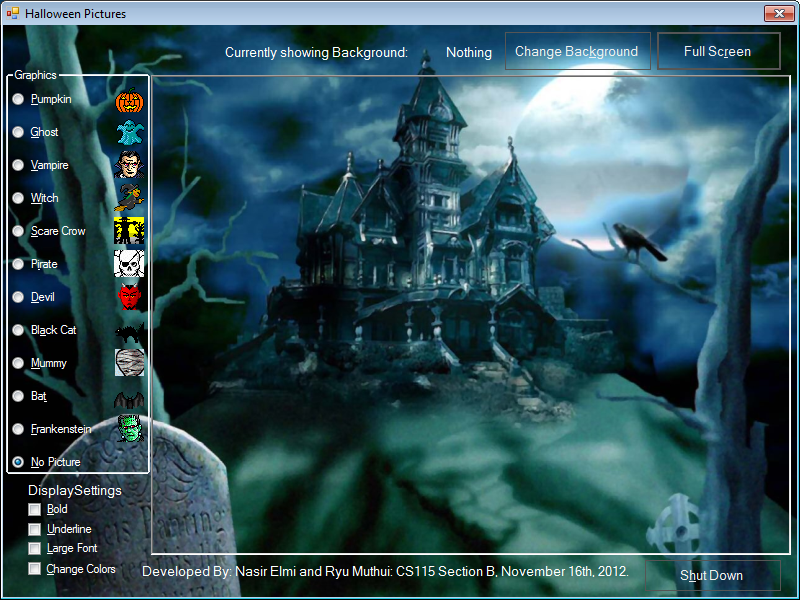 Halloween Pictures
Currently showing Background: Nothing Change Background Full Screen
Graphics
Pumpkin
Ghost
Vampire
Witch
Scare Crow
Pirate
Devil
Black Cat
Mummy
Bat
Frankenstein
No Picture
DisplaySettings
Bold
Underline
Large Font
Change Colors
Developed By: Nasir Elmi and Ryu Muthui: CS115 Section B, November 16th, 2012.
Shut Down